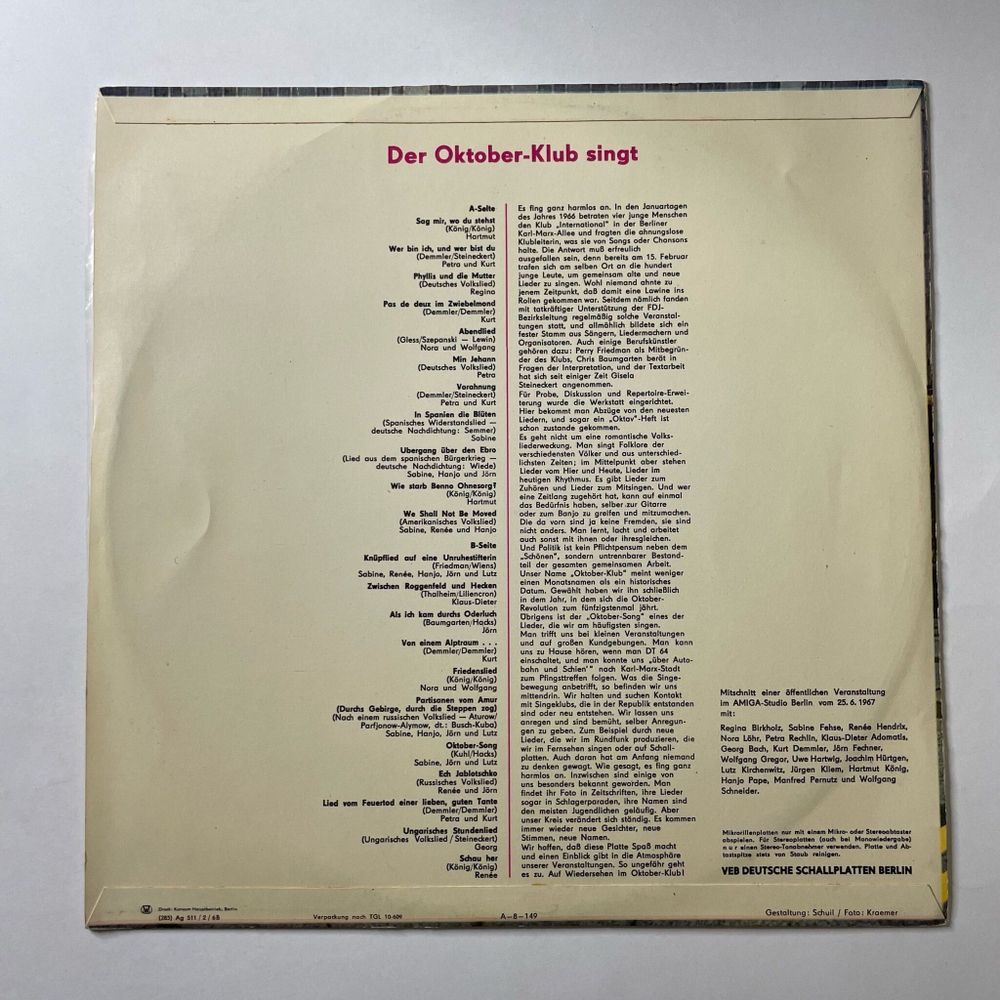 Der Oktober-Klub singt
A-Seite
Sag mir, wo du stehst
(König/König)
Hartmut
Wer bin ich, und wer bist du
(Demmler/Steineckert)
Petra und Kurt
Phyllis und die Mutter
(Deutsches Volkslied)
Regina
Pas de deux im Zwiebelmond
(Demmler/Demmler)
Kurt
Abendlied
(Gless/Szepanski — Lewin)
Nora und Wolfgang
Min Jehann
(Deutsches Volkslied)
Petra
Vorahnung
(Demmler/Steineckert)
Petra und Kurt
In Spanien die Blüten
(Spanisches Widerstandslied —
deutsche Nachdichtung: Semmer)
Sabine
Übergang über den Ebro
(Lied aus dem spanischen Bürgerkrieg —
deutsche Nachdichtung: Wiede)
Sabine, Hanjo und Jörn
Wie starb Benno Ohnesorg?
(König/König)
Hartmut
We Shall Not Be Moved
(Amerikanisches Volkslied)
Sabine, Renée und Hanjo
B-Seite
Knüpflied auf eine Unruhestifterin
(Friedman/Wiens)
Sabine, Renée, Hanjo, Jörn und Lutz
Zwischen Roggenfeld und Hecken
(Thalheim/Liliencron)
Klaus-Dieter
Als ich kam durchs Oderluch
(Baumgarten/Hacks)
Jörn
Von einem Alptraum . . .
(Demmler/Demmler)
Kurt
Friedenslied
(König/König)
Nora und Wolfgang
Partisanen vom Amur
(Durchs Gebirge, durch die Steppen zog)
(Nach einem russischen Volkslied — Aturow/
Parfjonow-Alymow, dt.: Busch-Kuba)
Sabine, Hanjo, Jörn und Lutz
Oktober-Song
(Kuhl/Hacks)
Sabine, Jörn und Lutz
Ech Jablotschko
(Russisches Volkslied)
Renée und Jörn
Lied vom Feuertod einer lieben, guten Tante
(Demmler/Demmler)
Petra und Kurt
Ungarisches Stundenlied
(Ungarisches Volkslied / Steineckert)
Georg
Schau her
(König/König)
Renée
Es fing ganz harmlos an. In den Januartagen
des Jahres 1966 betraten vier junge Menschen
den Klub „International" in der Berliner
Karl-Marx-Allee und fragten die ahnungslose
Klubleiterin, was sie von Songs oder Chansons
halte. Die Antwort muß erfreulich
ausgefallen sein, denn bereits am 15. Februar
trafen sich am selben Ort an die hundert
junge Leute, um gemeinsam alte und neue
Lieder zu singen. Wohl niemand ahnte zu
jenem Zeitpunkt, daß damit eine Lawine ins
Rollen gekommen war. Seitdem nämlich fanden
mit tatkräftiger Unterstützung der FDJ-
Bezirksleitung regelmäßig solche Veranstal-
tungen statt, und allmählich bildete sich ein
fester Stamm aus Sängern, Liedermachern und
Organisatoren. Auch einige Berufskünstler
gehören dazu: Perry Friedman als Mitbegrün-
der des Klubs, Chris Baumgarten berät in
Fragen der Interpretation, und der Textarbeit
hat sich seit einiger Zeit Gisela
Steineckert angenommen.
Für Probe, Diskussion und Repertoire-Erwei-
terung wurde die Werkstatt eingerichtet.
Hier bekommt man Abzüge von den neuesten
Liedern, und sogar ein „Oktav"-Heft ist
schon zustande gekommen.
Es geht nicht um eine romantische Volks-
liederweckung. Man singt Folklore der
verschiedensten Völker und aus unterschied-
lichsten Zeiten; im Mittelpunkt aber stehen
Lieder vom Hier und Heute, Lieder im
heutigen Rhythmus. Es gibt Lieder zum
Zuhören und Lieder zum Mitsingen. Und wer
eine Zeitlang zugehört hat, kann auf einmal
das Bedürfnis haben, selber zur Gitarre
oder zum Banjo zu greifen und mitzumachen.
Die da vorn sind ja keine Fremden, sie sind
nicht anders. Man lernt, lacht und arbeitet
auch sonst mit ihnen oder ihresgleichen.
Und Politik ist kein Pflichtpensum neben dem
„Schönen", sondern untrennbarer Bestand-
teil der gesamten gemeinsamen Arbeit.
Unser Name „Oktober-Klub" meint weniger
einen Monatsnamen als ein historisches
Datum. Gewählt haben wir ihn schließlich
in dem Jahr, in dem sich die Oktober-
Revolution zum fünfzigstenmal jährt.
Übrigens ist der „Oktober-Song" eines der
Lieder, die wir am häufigsten singen.
Man trifft uns bei kleinen Veranstaltungen
und auf großen Kundgebungen. Man kann
uns zu Hause hören, wenn man DT 64
einschaltet, und man konnte uns „über Auto-
bahn und Schien'" nach Karl-Marx-Stadt
zum Pfingsttreffen folgen. Was die Singe-
bewegung anbetrifft, so befinden wir uns
mittendrin. Wir halten und suchen Kontakt
mit Singeklubs, die in der Republik entstanden
sind oder neu entstehen. Wir lassen uns
anregen und sind bemüht, selber Anregun-
gen zu geben. Zum Beispiel durch neue
Lieder, die wir im Rundfunk produzieren, die
wir im Fernsehen singen oder auf Schall-
platten. Auch daran hat am Anfang niemand
zu denken gewagt. Wie gesagt, es fing ganz
harmlos an. Inzwischen sind einige von
uns besonders bekannt geworden. Man
findet ihr Foto in Zeitschriften, ihre Lieder
sogar in Schlagerparaden, ihre Namen sind
den meisten Jugendlichen geläufig. Aber
unser Kreis verändert sich ständig. Es kommen
immer wieder neue Gesichter, neue
Stimmen, neue Namen.
Wir hoffen, daß diese Platte Spaß macht
und einen Einblick gibt in die Atmosphäre
unserer Veranstaltungen. So ungefähr geht
es zu. Auf Wiedersehen im Oktober-Klub!
Mitschnitt einer öffentlichen Veranstaltung
im AMIGA-Studio Berlin vom 25. 6. 1967
mit:
Regina Birkholz, Sabine Fehse, Renée Hendrix,
Nora Löhr, Petra Rechlin, Klaus-Dieter Adomatis,
Georg Bach, Kurt Demmler, Jörn Fechner,
Wolfgang Gregor, Uwe Hartwig, Joachim Hürtgen,
Lutz Kirchenwitz, Jürgen Kliem, Hartmut König,
Hanjo Pape, Manfred Pernutz und Wolfgang
Schneider.
Mikrorillenplatten nur mit einem Mikro- oder Stereoabtaster
abspielen. Für Stereoplatten (auch bei Monowiedergabe)
nur einen Stereo-Tonabnehmer verwenden. Platte und Ab-
tastspitze stets von Staub reinigen.
VEB DEUTSCHE SCHALLPLATTEN BERLIN
Druck: Konsum Hauptbetrieb, Berlin
(285) Ag 511 / 2 / 68
Verpackung nach TGL 10-609
A—8—149
Gestaltung: Schuil / Foto: Kraemer